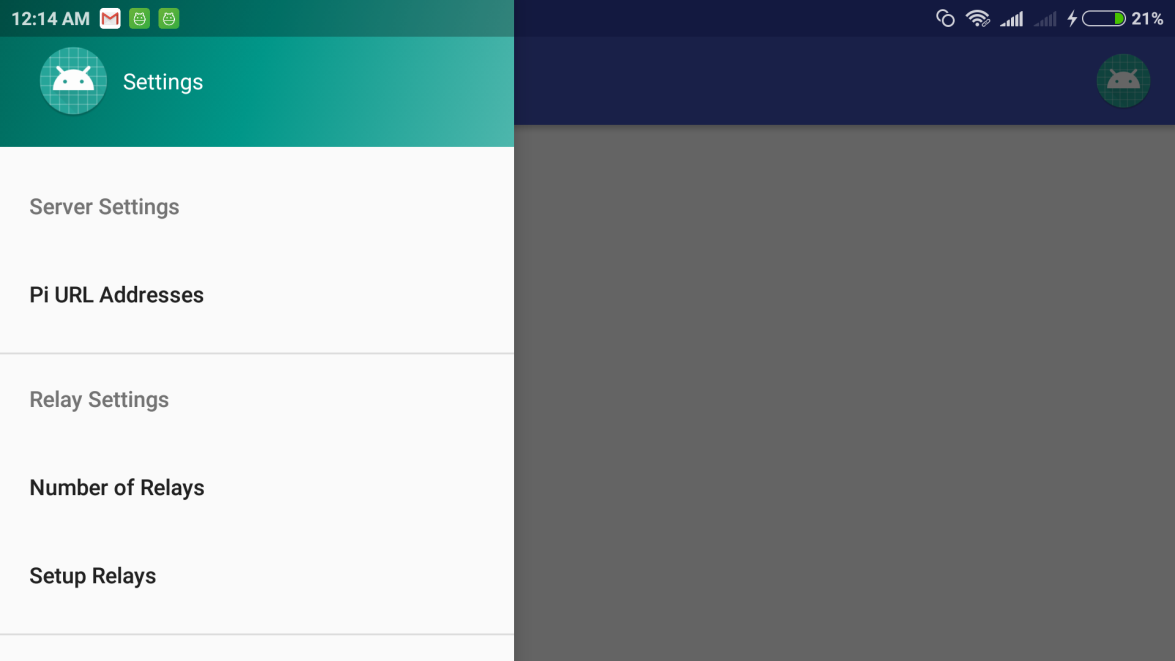 12:14 AM 21%
Settings
Server Settings
Pi URL Addresses
Relay Settings
Number of Relays
Setup Relays